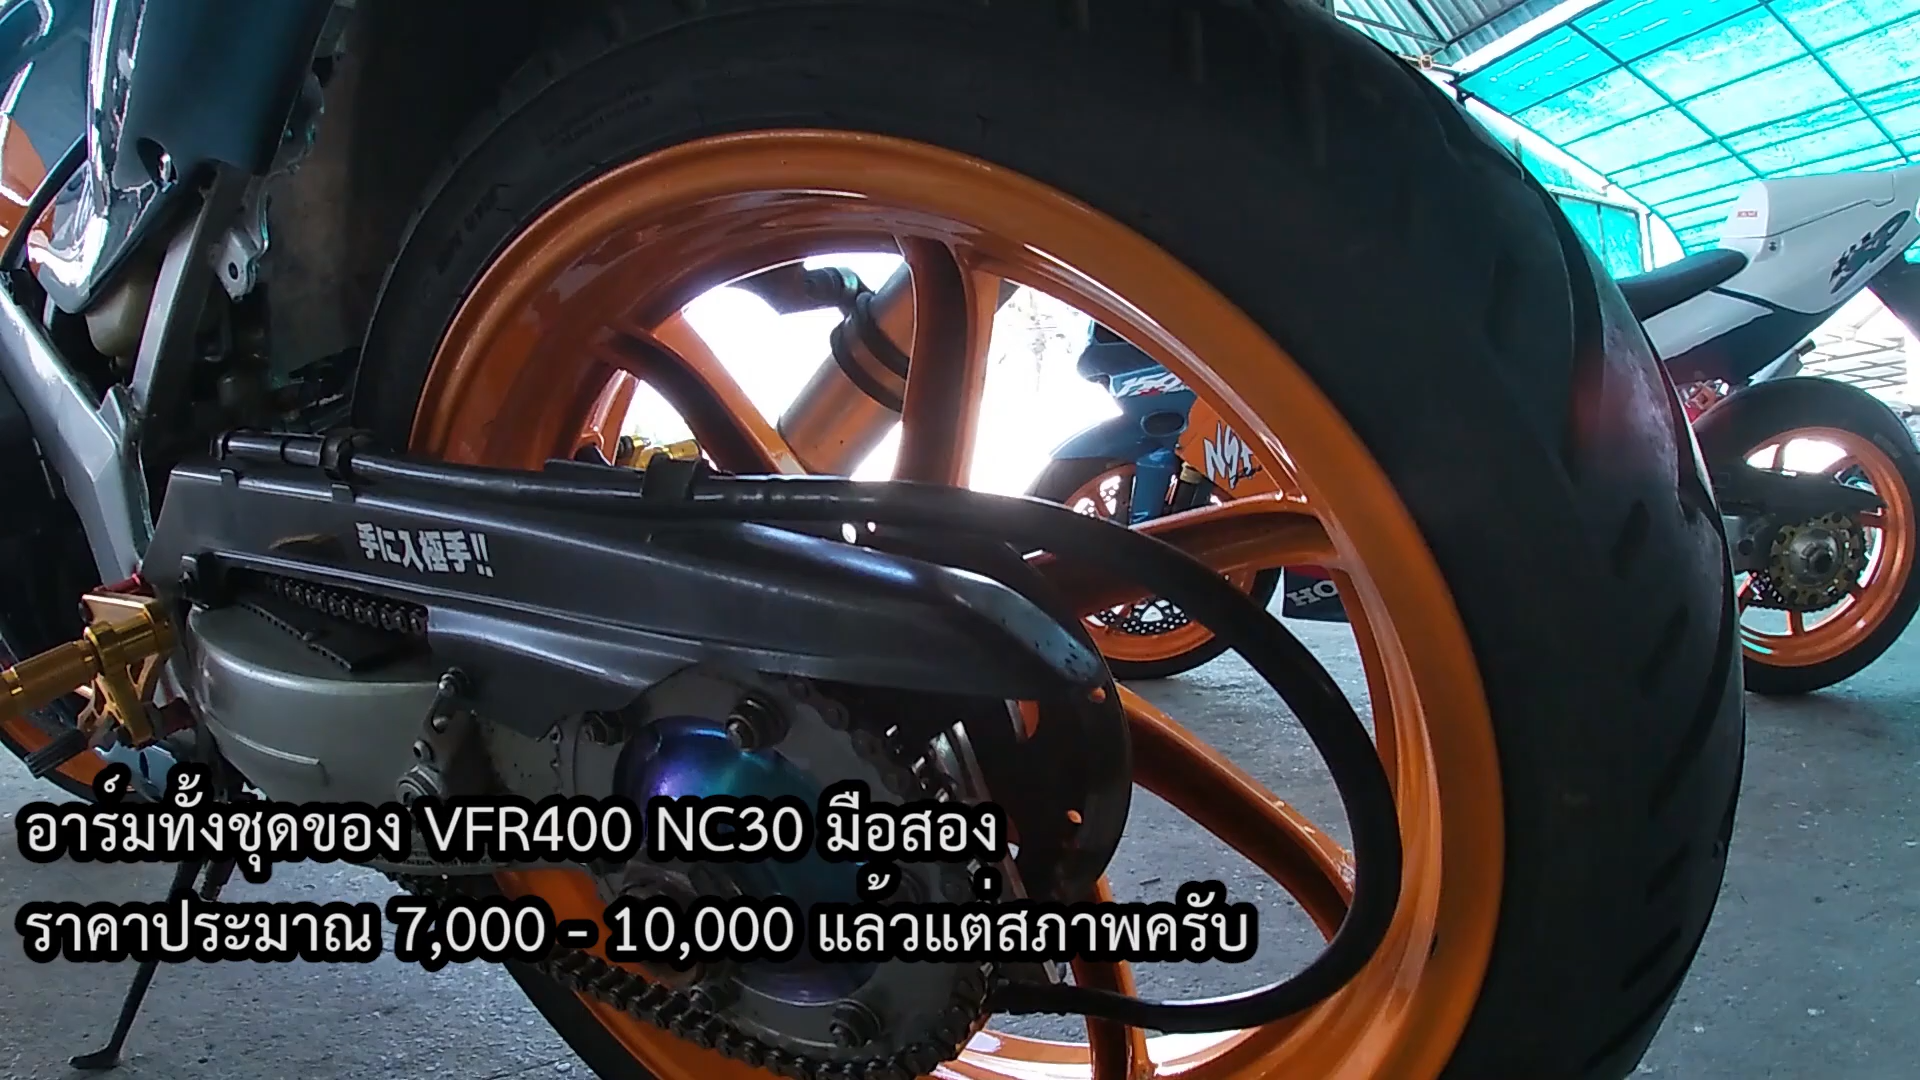 手に入極手!!
NSR
HO
อาร์มทั้งชุดของ VFR400 NC30 มือสอง
ราคาประมาณ 7,000 - 10,000 แล้วแต่สภาพครับ